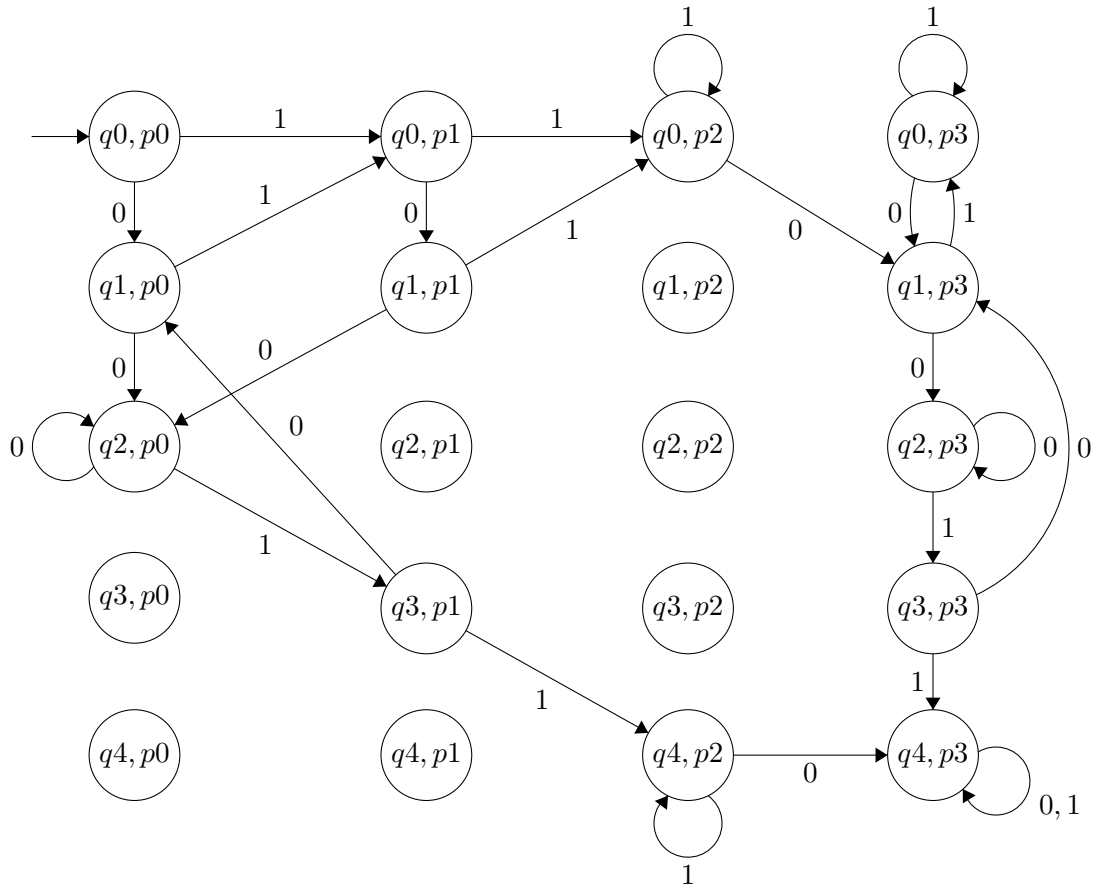 1 1
q0, p0 1 q0, p1 1 q0, p2 q0, p3
0 1 0 1 0 0 1
q1, p0 q1, p1 q1, p2 q1, p3
0 0 0
0 q2, p0 0 q2, p1 q2, p2 q2, p3 0 0
1 1
q3, p0 q3, p1 q3, p2 q3, p3
1 1
q4, p0 q4, p1 q4, p2 0 q4, p3
0, 1
1